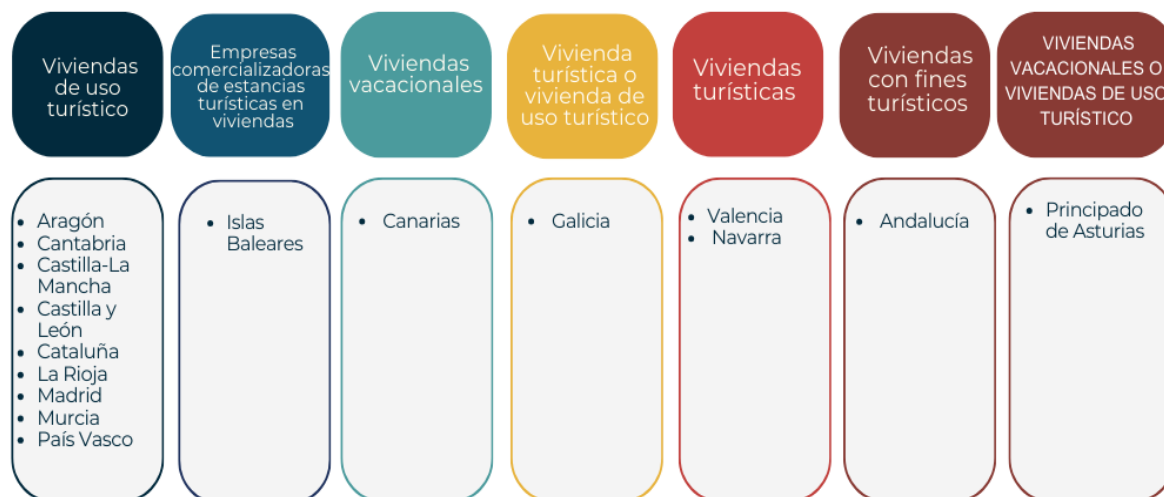 Viviendas
de uso
turístico
Empresas
comercializadoras
de estancias
turísticas en
viviendas
Viviendas
vacacionales
Vivienda
turística o
vivienda de
uso turístico
Viviendas
turísticas
Viviendas
con fines
turísticos
VIVIENDAS
VACACIONALES O
VIVIENDAS DE USO
TURÍSTICO
• Aragón
• Cantabria
• Castilla-La
Mancha
• Castilla y
León
• Cataluña
• La Rioja
• Madrid
• Murcia
• País Vasco
• Islas
Baleares
• Canarias
• Galicia
• Valencia
• Navarra
• Andalucía
• Principado
de Asturias